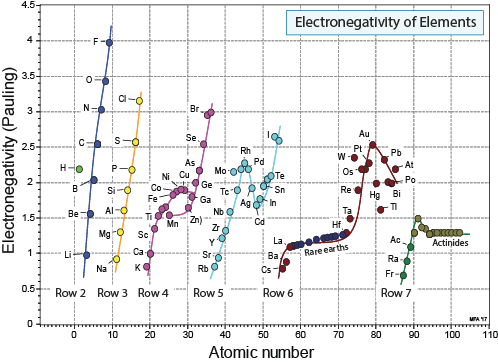 Electronegativity of Elements
Electronegativity (Pauling)
4.5
4
3.5
3
2.5
2
1.5
1
0.5
0
F
O
N
C
H
B
Be
Li
Cl
S
P
Si
Al
Mg
Na
Br
Se
As
Ge
Ga
Zn)
Cu
Ni
Co
Fe
Mn
Ti
Sc
Ca
K
I
Te
Sn
In
Cd
Ag
Pd
Rh
Mo
Tc
Nb
Zr
Y
Sr
Rb
Au
Pt
W
Os
Re
Pb
At
Po
Bi
Hg
Tl
Ta
Hf
La
Ba
Cs
Rare earths
Ac
Ra
Fr
Actinides
Row 2
Row 3
Row 4
Row 5
Row 6
Row 7
MFA '17
0 10 20 30 40 50 60 70 80 90 100 110
Atomic number